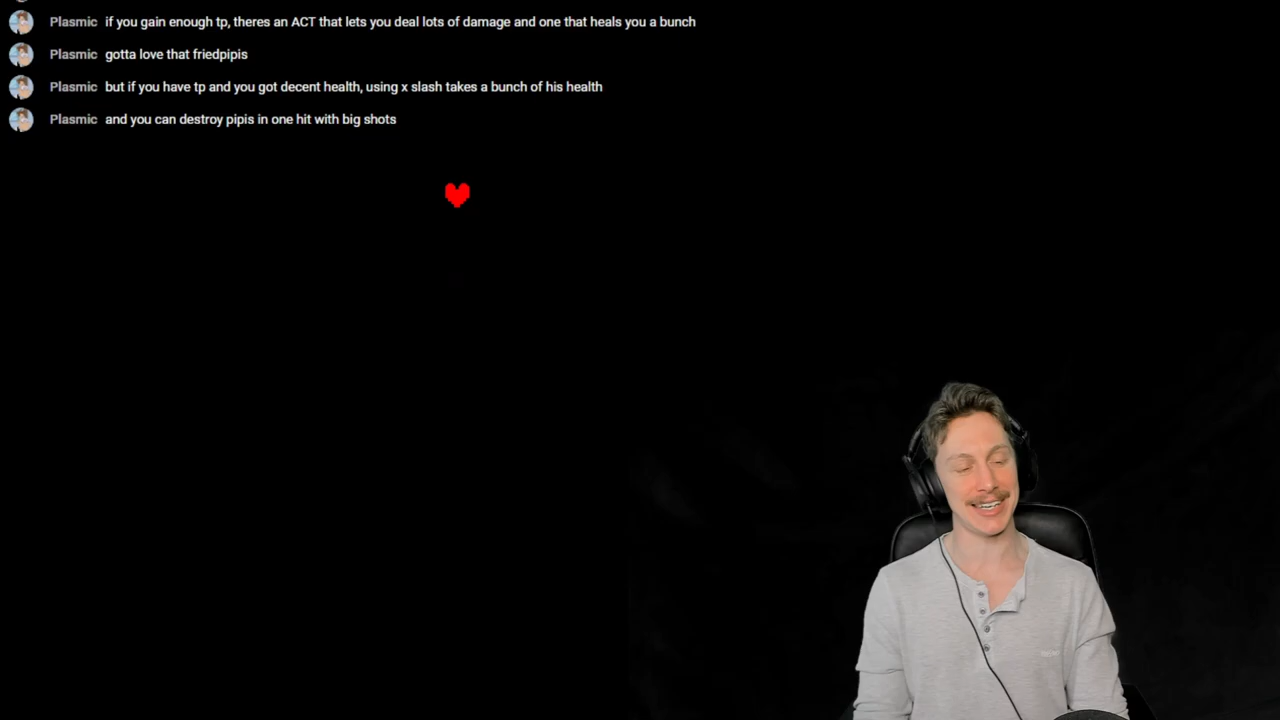 Plasmic if you gain enough tp, theres an ACT that lets you deal lots of damage and one that heals you a bunch
Plasmic gotta love that friedpipis
Plasmic but if you have tp and you got decent health, using x slash takes a bunch of his health
Plasmic and you can destroy pipis in one hit with big shots